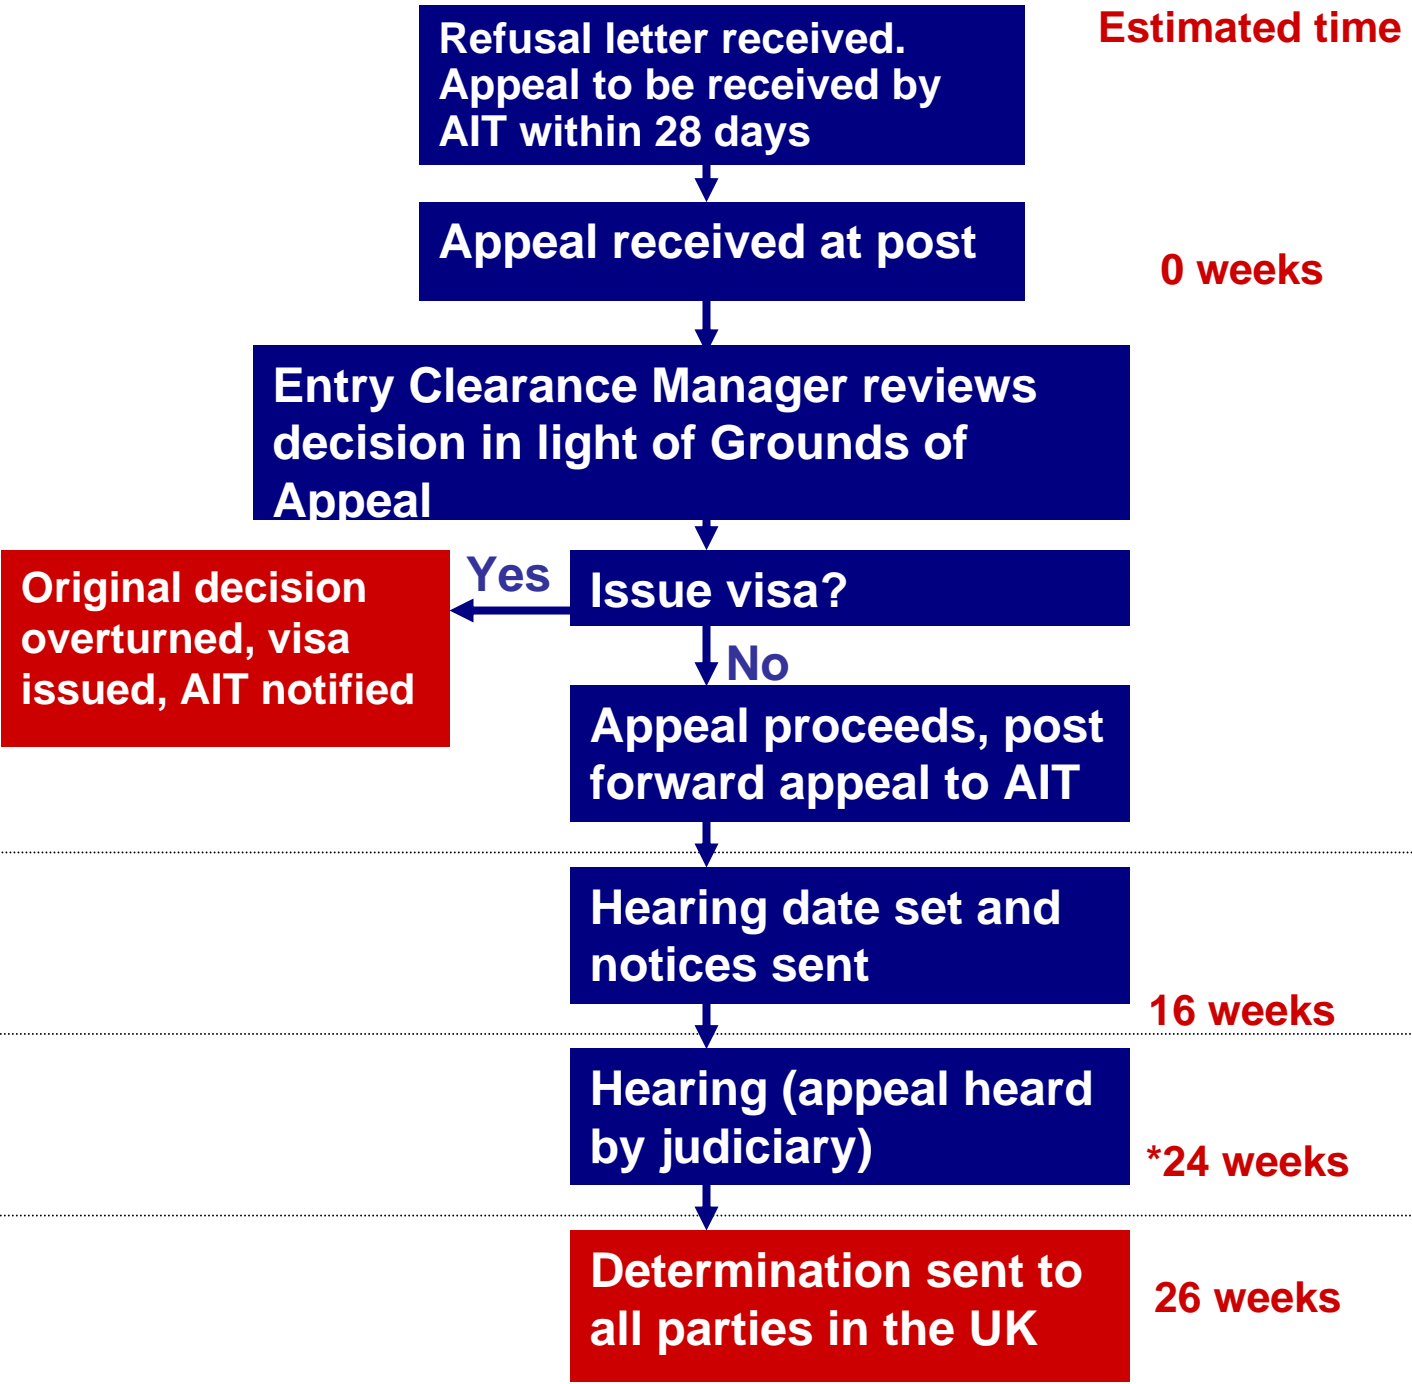 Estimated time
Refusal letter received.
Appeal to be received by
AIT within 28 days
Appeal received at post
0 weeks
Entry Clearance Manager reviews
decision in light of Grounds of
Appeal
Issue visa?
Yes
Original decision
overturned, visa
issued, AIT notified
No
Appeal proceeds, post
forward appeal to AIT
Hearing date set and
notices sent
16 weeks
Hearing (appeal heard
by judiciary)
*24 weeks
Determination sent to
all parties in the UK
26 weeks